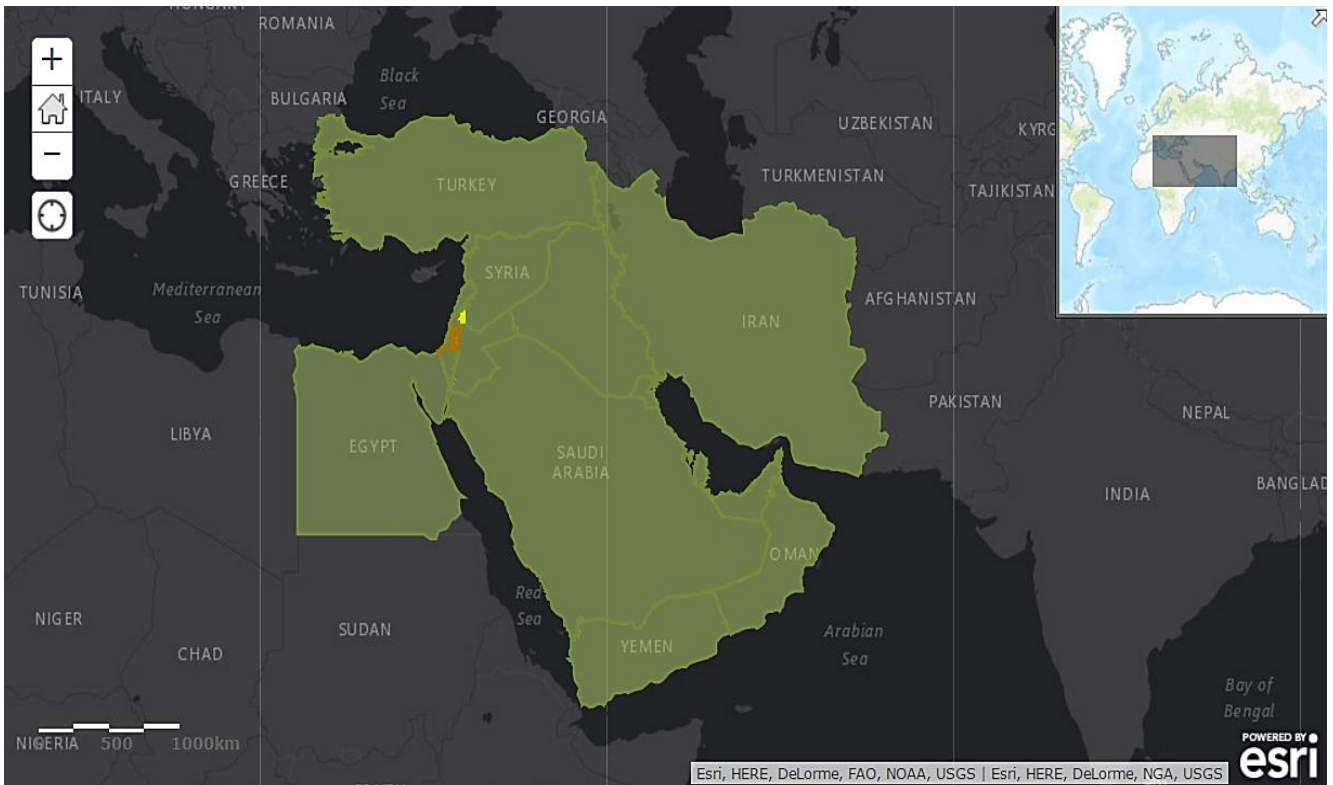 HUNGARY
ROMANIA
Black
Sea
ITALY
BULGARIA
GEORGIA
UZBEKISTAN
KYRG
GREECE
TURKEY
TURKMENISTAN
TAJIKISTAN
SYRIA
TUNISIA
Mediterranean
Sea
AFGHANISTAN
IRAN
PAKISTAN
NEPAL
LIBYA
EGYPT
SAUDI
ARABIA
INDIA
BANGLAD
OMAN
Red
Sea
NIGER
SUDAN
Arabian
Sea
CHAD
YEMEN
Bay of
Bengal
NIGERIA
0 500 1000km
POWERED BY
esri
Esri, HERE, DeLorme, FAO, NOAA, USGS | Esri, HERE, DeLorme, NGA, USGS